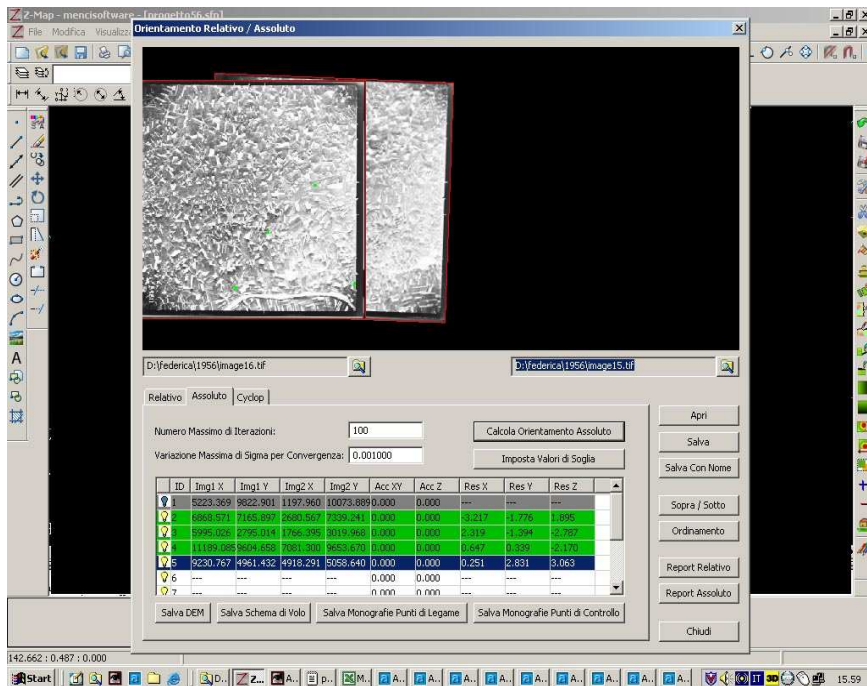 Z-Map - mencisoftware - [progetto56.sfp]
File Modifica Visualizza
Orientamento Relativo / Assoluto
D:\federica\1956\image16.tif
D:\federica\1956\image15.tif
Relativo Assoluto Cyclop
Numero Massimo di Iterazioni: 100
Calcola Orientamento Assoluto
Variazione Massima di Sigma per Convergenza: 0.001000
Imposta Valori di Soglia
ID Img1 X Img1 Y Img2 X Img2 Y Acc XY Acc Z Res X Res Y Res Z
1 5223.369 9822.901 1197.960 10073.889 0.000 0.000 --- --- ---
2 6868.571 7165.897 2680.567 7339.241 0.000 0.000 -3.217 -1.776 1.895
3 5995.026 2795.014 1766.395 3019.968 0.000 0.000 2.319 -1.394 -2.787
4 11189.085 9604.658 7081.300 9653.670 0.000 0.000 0.647 0.339 -2.170
5 9230.767 4961.432 4918.291 5058.640 0.000 0.000 0.251 2.831 3.063
6 --- --- --- --- 0.000 0.000 --- --- ---
7 --- --- --- --- 0.000 0.000 --- --- ---
Salva DEM
Salva Schema di Volo
Salva Monografie Punti di Legame
Salva Monografie Punti di Controllo
Apri
Salva
Salva Con Nome
Sopra / Sotto
Ordinamento
Report Relativo
Report Assoluto
Chiudi
142.662 : 0.487 : 0.000
Start D.. Z... A.. p.. M.. A.. A.. A.. A.. A.. A.. A.. A.. A.. IT 3D 15.59